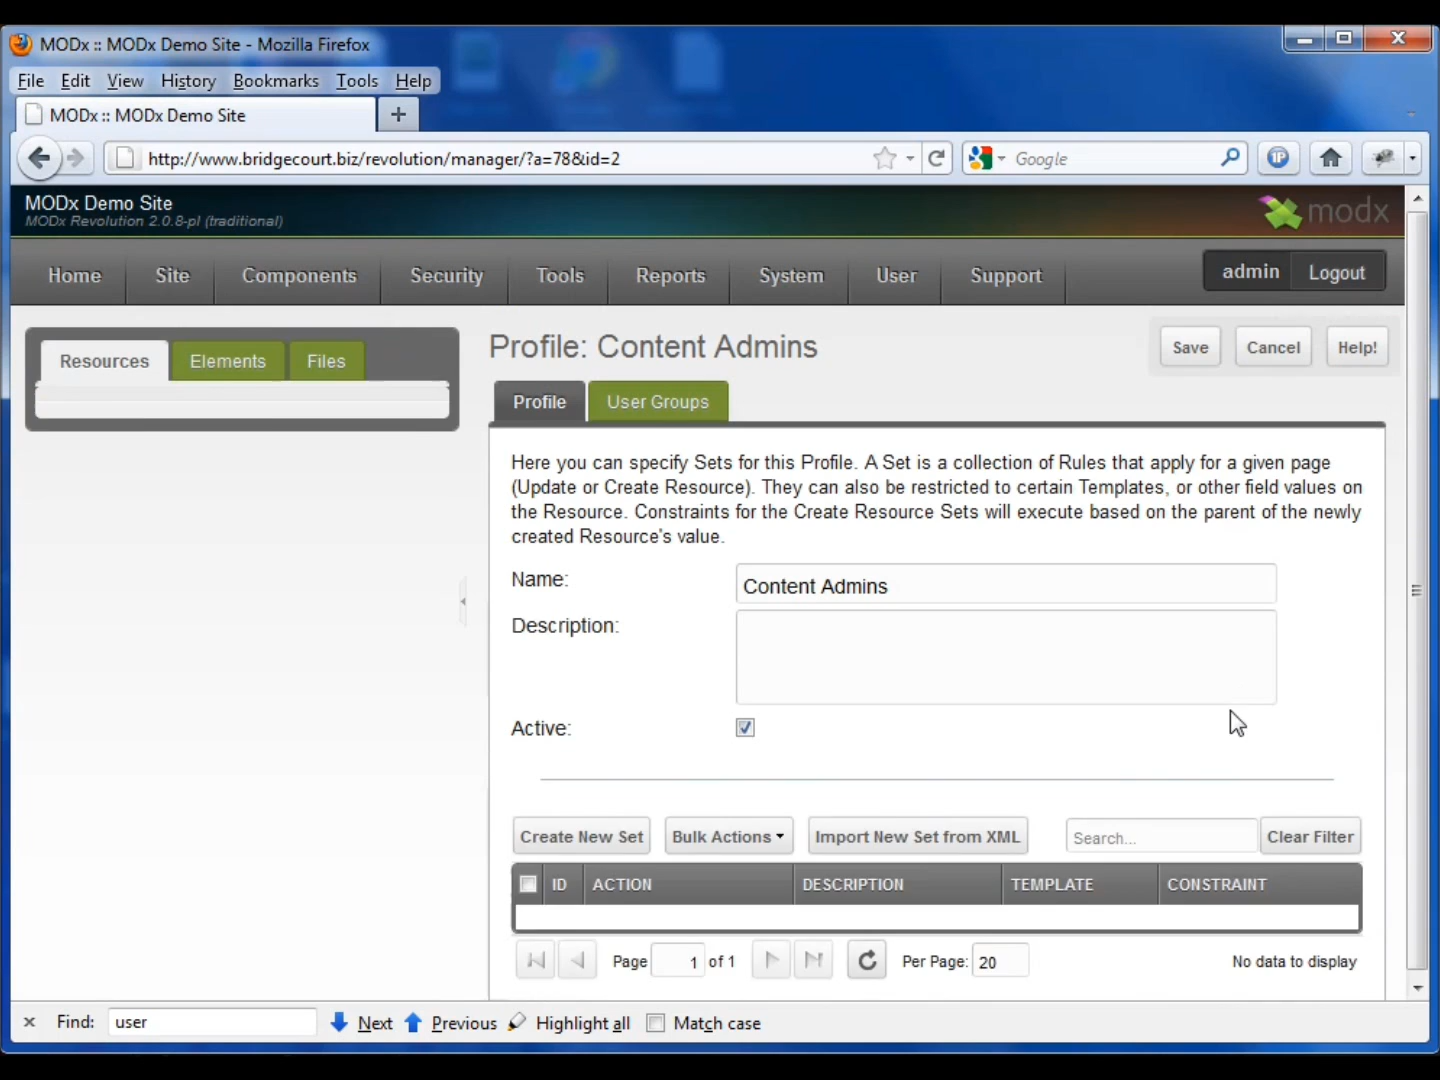 MODx :: MODx Demo Site - Mozilla Firefox
File Edit View History Bookmarks Tools Help
MODx :: MODx Demo Site
http://www.bridgecourt.biz/revolution/manager/?a=78&id=2
Google
MODx Demo Site
MODx Revolution 2.0.8-pl (traditional)
modx
Home Site Components Security Tools Reports System User Support
admin Logout
Resources Elements Files
Profile: Content Admins
Save Cancel Help!
Profile User Groups
Here you can specify Sets for this Profile. A Set is a collection of Rules that apply for a given page
(Update or Create Resource). They can also be restricted to certain Templates, or other field values on
the Resource. Constraints for the Create Resource Sets will execute based on the parent of the newly
created Resource's value.
Name: Content Admins
Description:
Active:
Create New Set Bulk Actions Import New Set from XML Search... Clear Filter
ID ACTION DESCRIPTION TEMPLATE CONSTRAINT
Page 1 of 1 Per Page: 20 No data to display
Find: user Next Previous Highlight all Match case